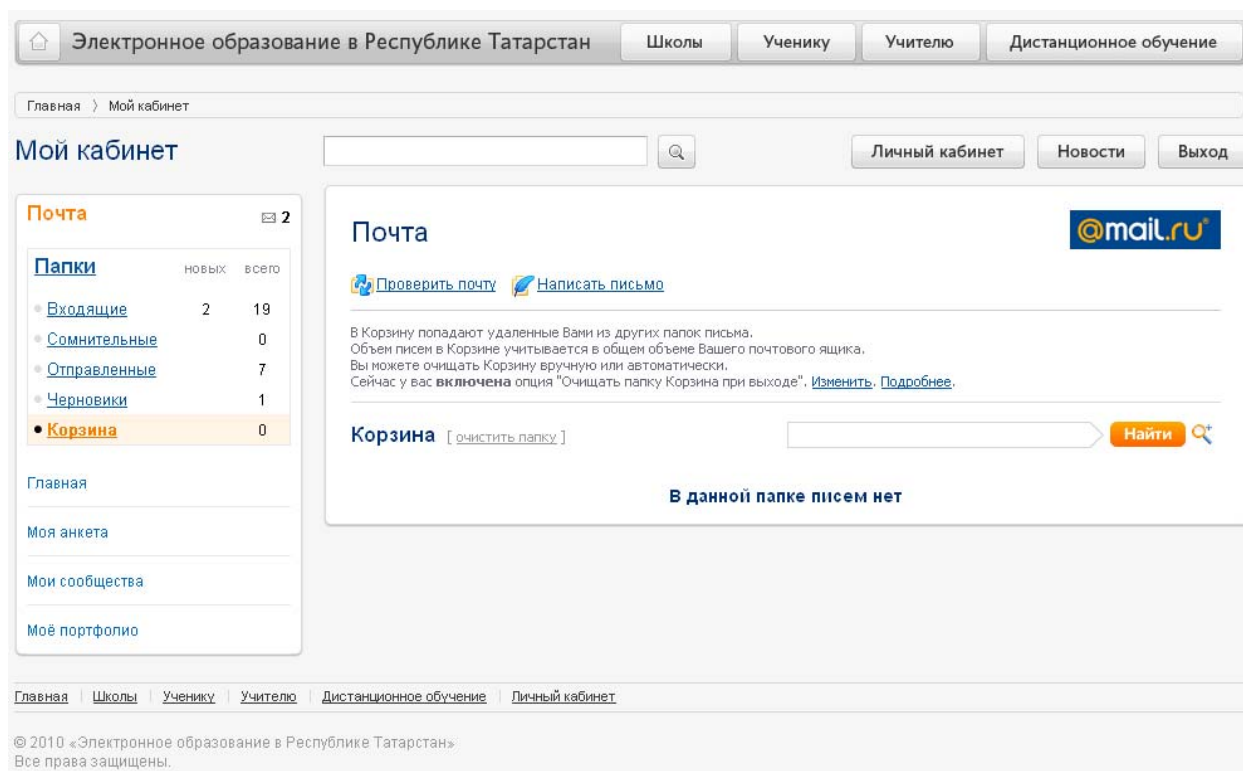 Электронное образование в Республике Татарстан Школы Ученику Учителю Дистанционное обучение
Главная 〉 Мой кабинет
Мой кабинет
Личный кабинет Новости Выход
Почта 2
Папки новых всего
Входящие 2 19
Сомнительные 0
Отправленные 7
Черновики 1
Корзина 0
Главная
Моя анкета
Мои сообщества
Моё портфолио
Почта
@mail.ru®
Проверить почту Написать письмо
В Корзину попадают удаленные Вами из других папок письма.
Объем писем в Корзине учитывается в общем объеме Вашего почтового ящика.
Вы можете очищать Корзину вручную или автоматически.
Сейчас у вас включена опция "Очищать папку Корзина при выходе". Изменить. Подробнее.
Корзина [ очистить папку ] Найти
В данной папке писем нет
Главная | Школы | Ученику | Учителю | Дистанционное обучение | Личный кабинет
© 2010 «Электронное образование в Республике Татарстан»
Все права защищены.